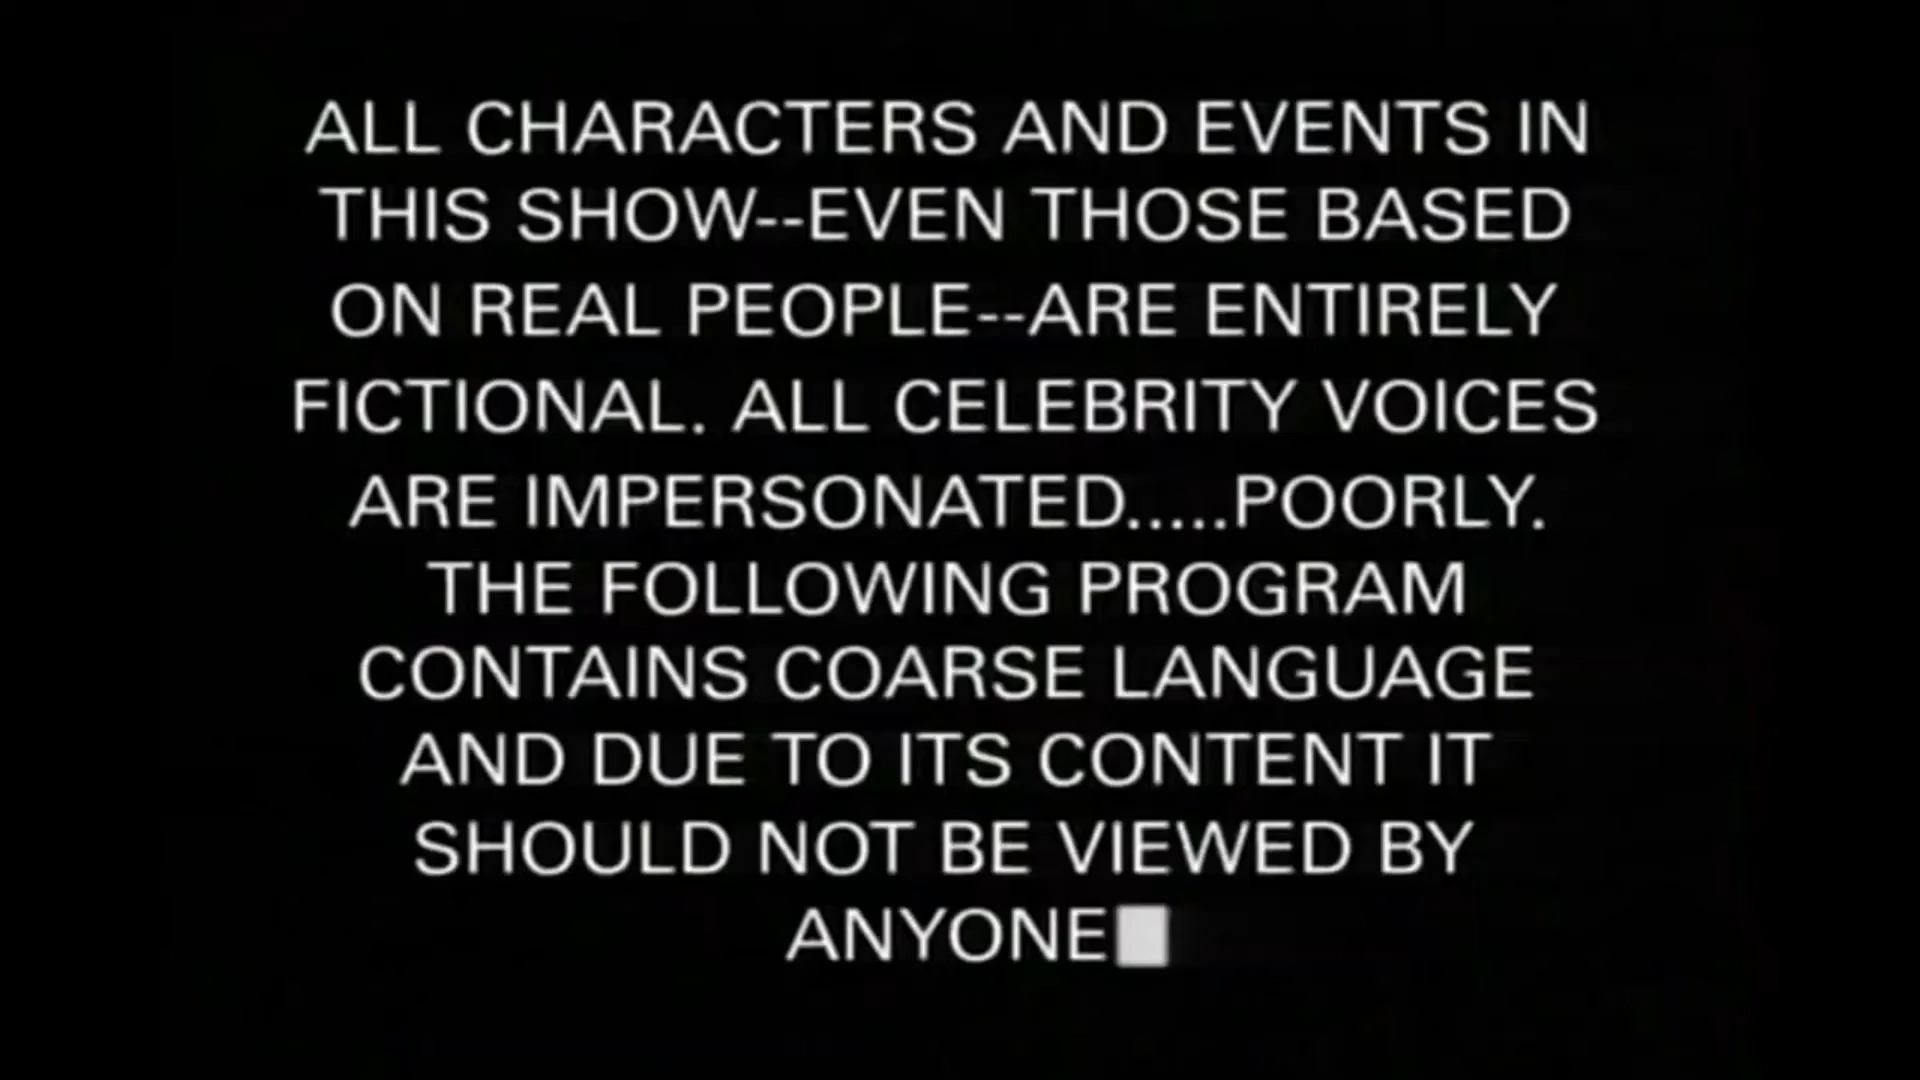 ALL CHARACTERS AND EVENTS IN
THIS SHOW--EVEN THOSE BASED
ON REAL PEOPLE--ARE ENTIRELY
FICTIONAL. ALL CELEBRITY VOICES
ARE IMPERSONATED.....POORLY.
THE FOLLOWING PROGRAM
CONTAINS COARSE LANGUAGE
AND DUE TO ITS CONTENT IT
SHOULD NOT BE VIEWED BY
ANYONE■